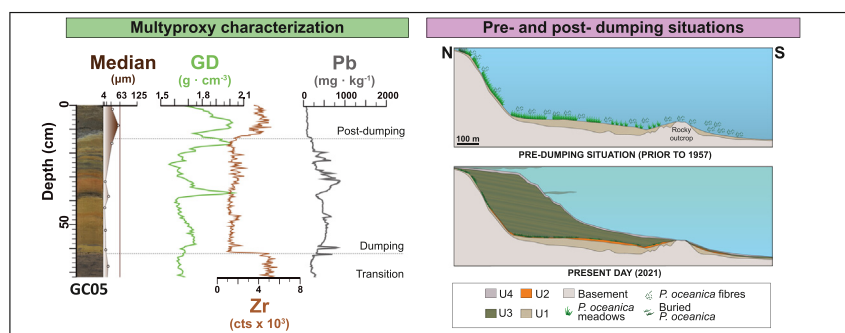 Multyproxy characterization
Median
(µm)
4 63 125
GD
(g · cm⁻³)
1,5 1,8 2,1
Pb
(mg · kg⁻¹)
0 1000 2000
Depth (cm)
0
50
Post-dumping
Dumping
Transition
GC05
0 4 8
Zr
(cts x 10³)
Pre- and post- dumping situations
N S
100 m
Rocky
outcrop
PRE-DUMPING SITUATION (PRIOR TO 1957)
PRESENT DAY (2021)
U4 U2 Basement P. oceanica fibres
U3 U1 P. oceanica
meadows
Buried
P. oceanica